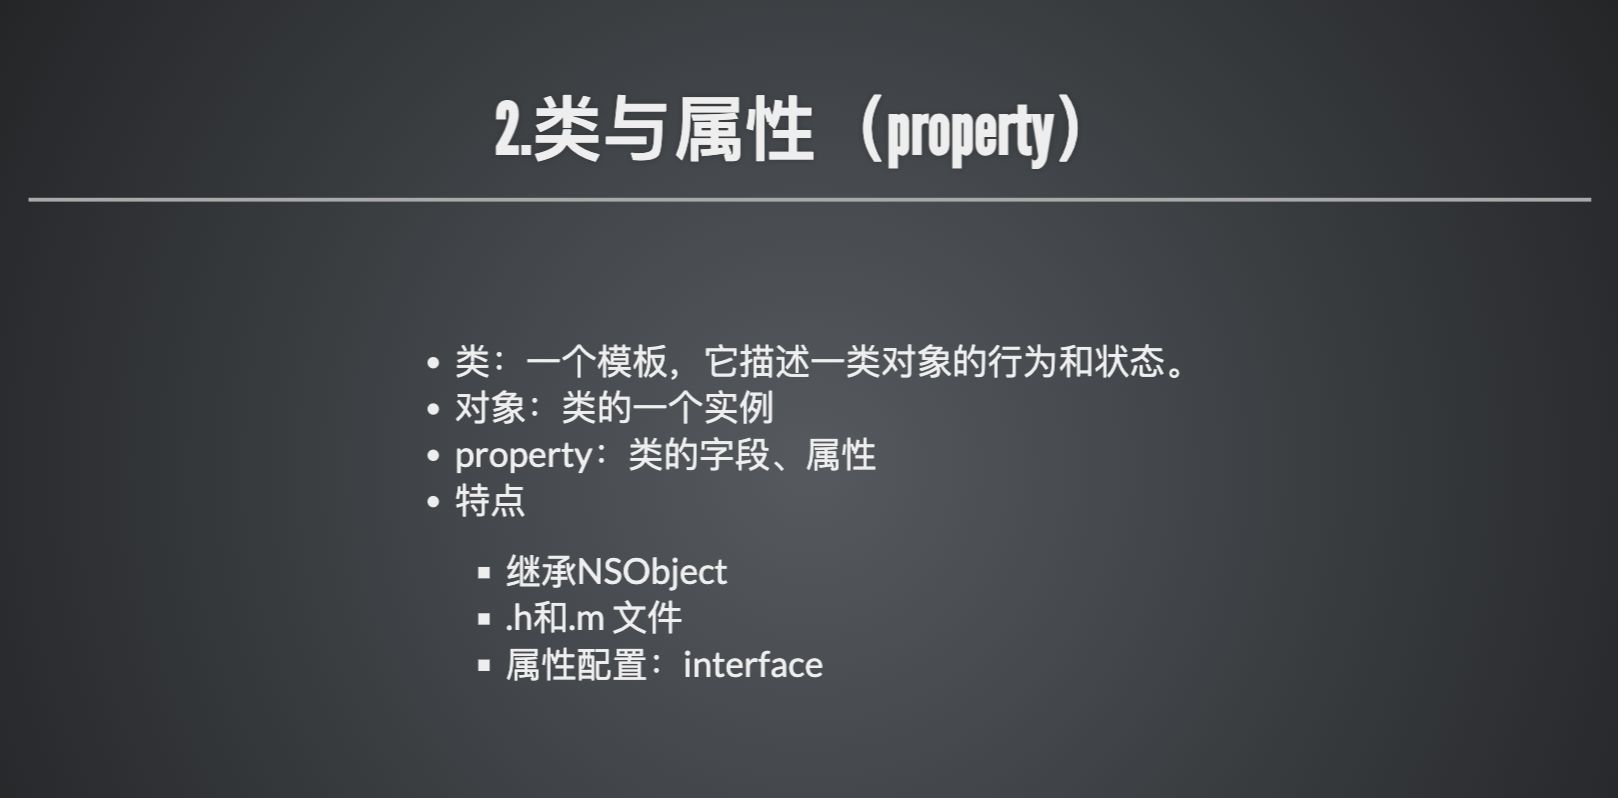 2.类与属性（property）
类：一个模板，它描述一类对象的行为和状态。
对象：类的一个实例
property：类的字段、属性
特点
继承NSObject
.h和.m 文件
属性配置：interface